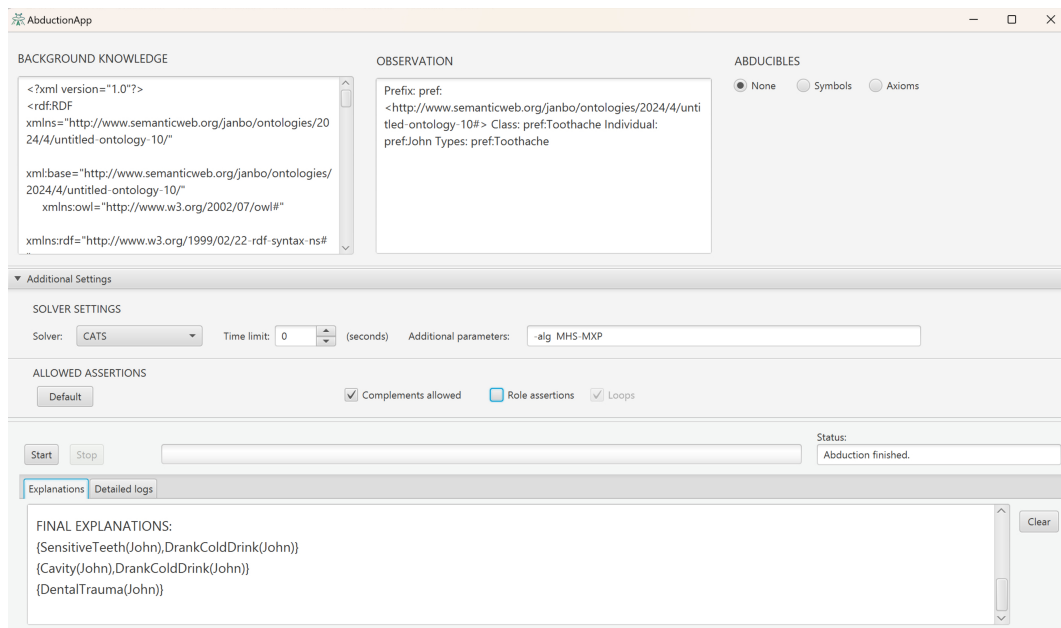 AbductionApp
BACKGROUND KNOWLEDGE
<?xml version="1.0"?>
<rdf:RDF
xmlns="http://www.semanticweb.org/janbo/ontologies/20
24/4/untitled-ontology-10/"
xml:base="http://www.semanticweb.org/janbo/ontologies/
2024/4/untitled-ontology-10/"
xmlns:owl="http://www.w3.org/2002/07/owl#"
xmlns:rdf="http://www.w3.org/1999/02/22-rdf-syntax-ns#
OBSERVATION
Prefix: pref:
<http://www.semanticweb.org/janbo/ontologies/2024/4/unti
tled-ontology-10#> Class: pref:Toothache Individual:
pref:John Types: pref:Toothache
ABDUCIBLES
None Symbols Axioms
Additional Settings
SOLVER SETTINGS
Solver: CATS Time limit: 0 (seconds) Additional parameters: -alg MHS-MXP
ALLOWED ASSERTIONS
Default Complements allowed Role assertions Loops
Status:
Start Stop Abduction finished.
Explanations Detailed logs
Clear
FINAL EXPLANATIONS:
{SensitiveTeeth(John),DrankColdDrink(John)}
{Cavity(John),DrankColdDrink(John)}
{DentalTrauma(John)}